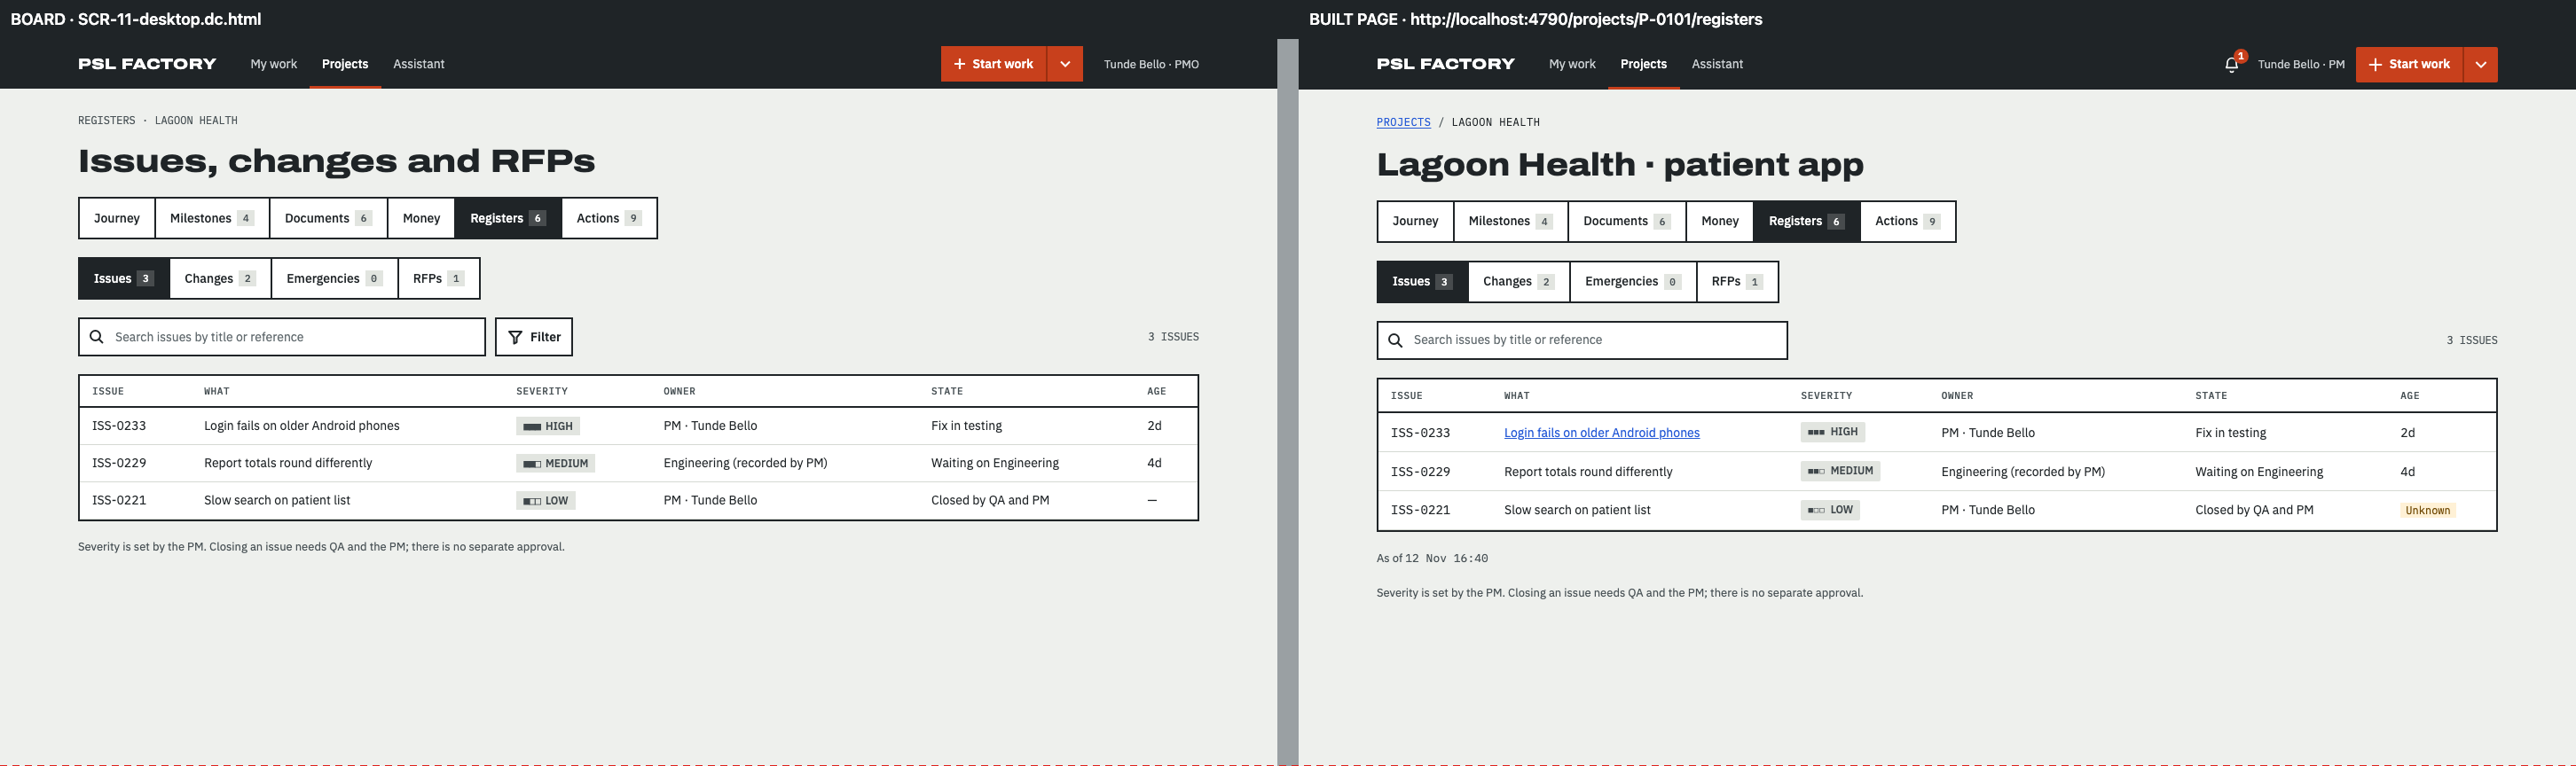 BOARD · SCR-11-desktop.dc.html
PSL FACTORY My work Projects Assistant + Start work Tunde Bello · PMO
REGISTERS · LAGOON HEALTH
Issues, changes and RFPs
Journey Milestones 4 Documents 6 Money Registers 6 Actions 9
Issues 3 Changes 2 Emergencies 0 RFPs 1
Search issues by title or reference Filter 3 ISSUES
ISSUE WHAT SEVERITY OWNER STATE AGE
ISS-0233 Login fails on older Android phones HIGH PM · Tunde Bello Fix in testing 2d
ISS-0229 Report totals round differently MEDIUM Engineering (recorded by PM) Waiting on Engineering 4d
ISS-0221 Slow search on patient list LOW PM · Tunde Bello Closed by QA and PM —
Severity is set by the PM. Closing an issue needs QA and the PM; there is no separate approval.
BUILT PAGE · http://localhost:4790/projects/P-0101/registers
PSL FACTORY My work Projects Assistant 1 Tunde Bello · PM + Start work
PROJECTS / LAGOON HEALTH
Lagoon Health · patient app
Journey Milestones 4 Documents 6 Money Registers 6 Actions 9
Issues 3 Changes 2 Emergencies 0 RFPs 1
Search issues by title or reference 3 ISSUES
ISSUE WHAT SEVERITY OWNER STATE AGE
ISS-0233 Login fails on older Android phones HIGH PM · Tunde Bello Fix in testing 2d
ISS-0229 Report totals round differently MEDIUM Engineering (recorded by PM) Waiting on Engineering 4d
ISS-0221 Slow search on patient list LOW PM · Tunde Bello Closed by QA and PM Unknown
As of 12 Nov 16:40
Severity is set by the PM. Closing an issue needs QA and the PM; there is no separate approval.